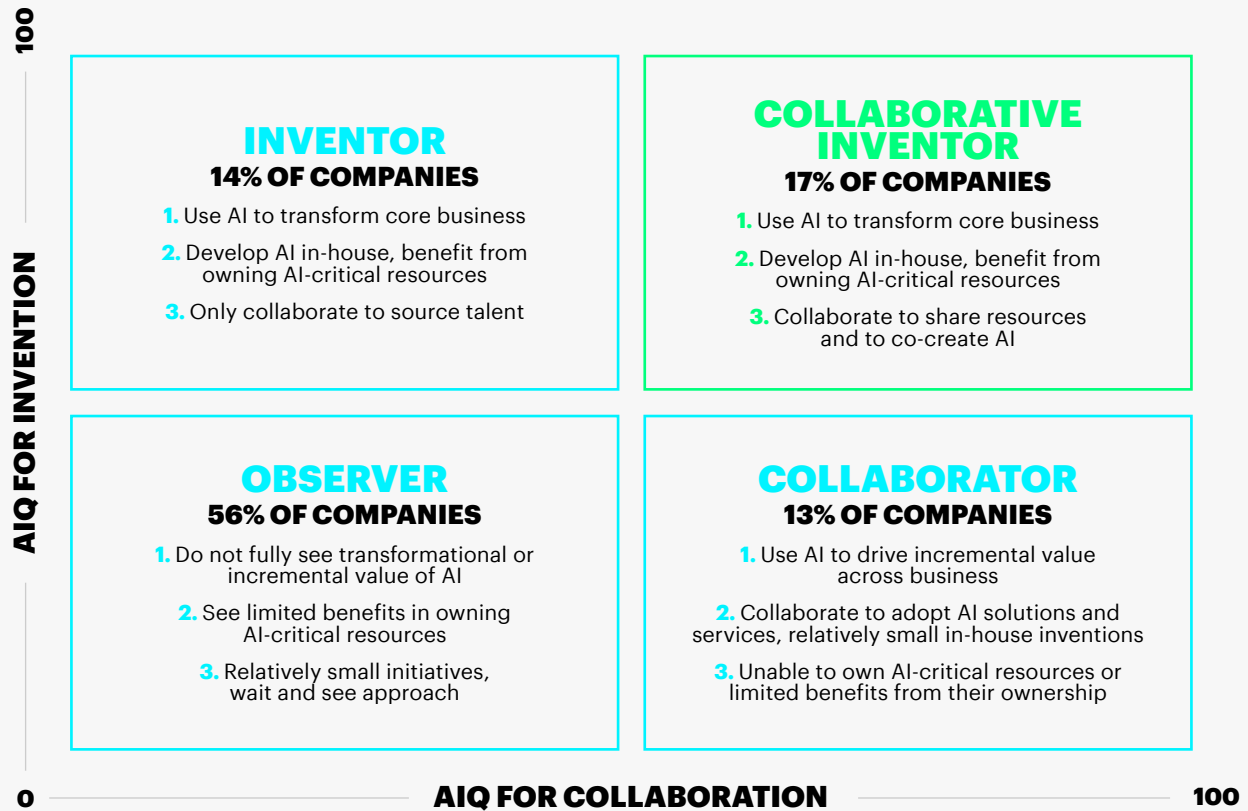 100
AIQ FOR INVENTION
INVENTOR
14% OF COMPANIES
1. Use AI to transform core business
2. Develop AI in-house, benefit from
owning AI-critical resources
3. Only collaborate to source talent
COLLABORATIVE
INVENTOR
17% OF COMPANIES
1. Use AI to transform core business
2. Develop AI in-house, benefit from
owning AI-critical resources
3. Collaborate to share resources
and to co-create AI
OBSERVER
56% OF COMPANIES
1. Do not fully see transformational or
incremental value of AI
2. See limited benefits in owning
AI-critical resources
3. Relatively small initiatives,
wait and see approach
COLLABORATOR
13% OF COMPANIES
1. Use AI to drive incremental value
across business
2. Collaborate to adopt AI solutions and
services, relatively small in-house inventions
3. Unable to own AI-critical resources or
limited benefits from their ownership
0
AIQ FOR COLLABORATION
100